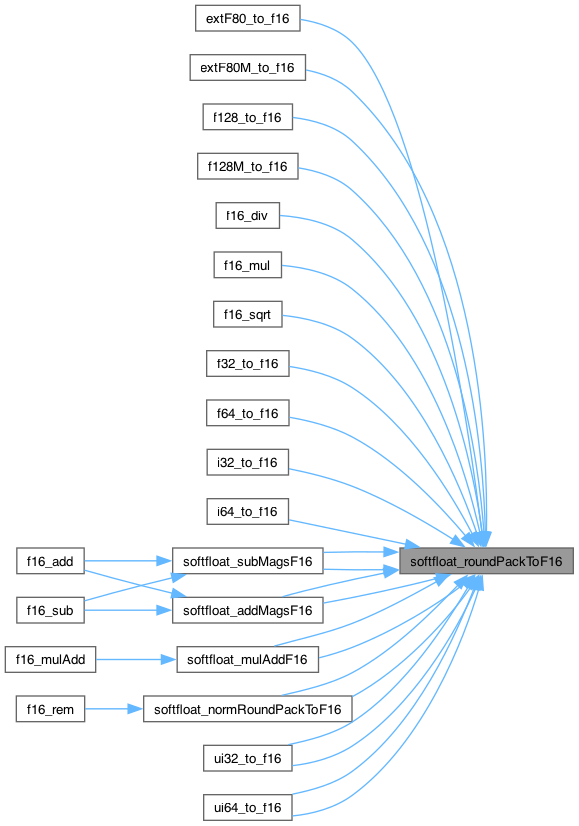 extF80_to_f16
extF80M_to_f16
f128_to_f16
f128M_to_f16
f16_div
f16_mul
f16_sqrt
f32_to_f16
f64_to_f16
i32_to_f16
i64_to_f16
f16_add
softfloat_subMagsF16
softfloat_roundPackToF16
f16_sub
softfloat_addMagsF16
f16_mulAdd
softfloat_mulAddF16
f16_rem
softfloat_normRoundPackToF16
ui32_to_f16
ui64_to_f16